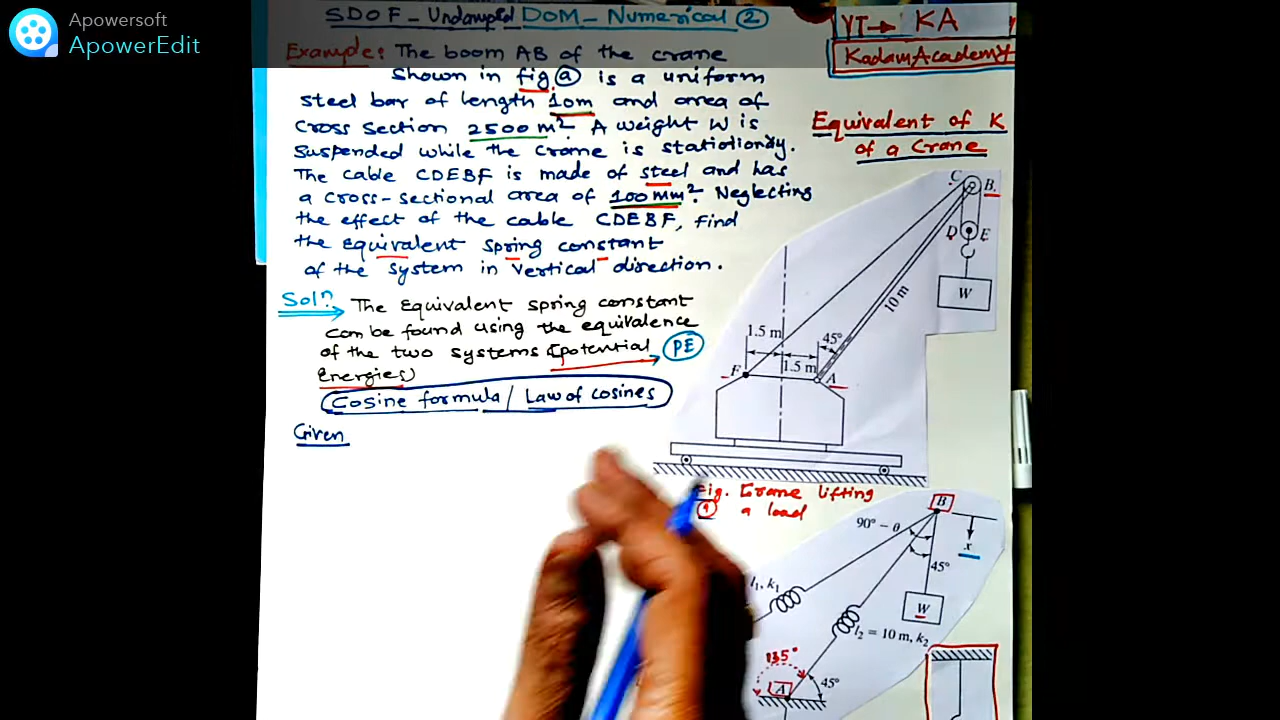 Apowersoft
ApowerEdit
SDOF_Undamped DOM_Numerical ②
YT→ KA
Kadam Academy
Example: The boom AB of the crane
shown in fig ⓐ is a uniform
steel bar of length 10m and area of
cross section 2500 m². A weight W is
suspended while the crane is stationary.
The cable CDEBF is made of steel and has
a cross-sectional area of 100 mm². Neglecting
the effect of the cable CDEBF, find
the equivalent spring constant
of the system in vertical direction.
Equivalent of K
of a Crane
Solⁿ → The equivalent spring constant
can be found using the equivalence
of the two systems [potential → PE
energies]
Cosine formula / Law of cosines
Given
C
B
D
E
W
10 m
1.5 m
45°
1.5 m
F
A
Fig. Crane lifting
① a load
B
90° − θ
x
45°
l₁, k₁
W
l₂ = 10 m, k₂
135°
A
45°